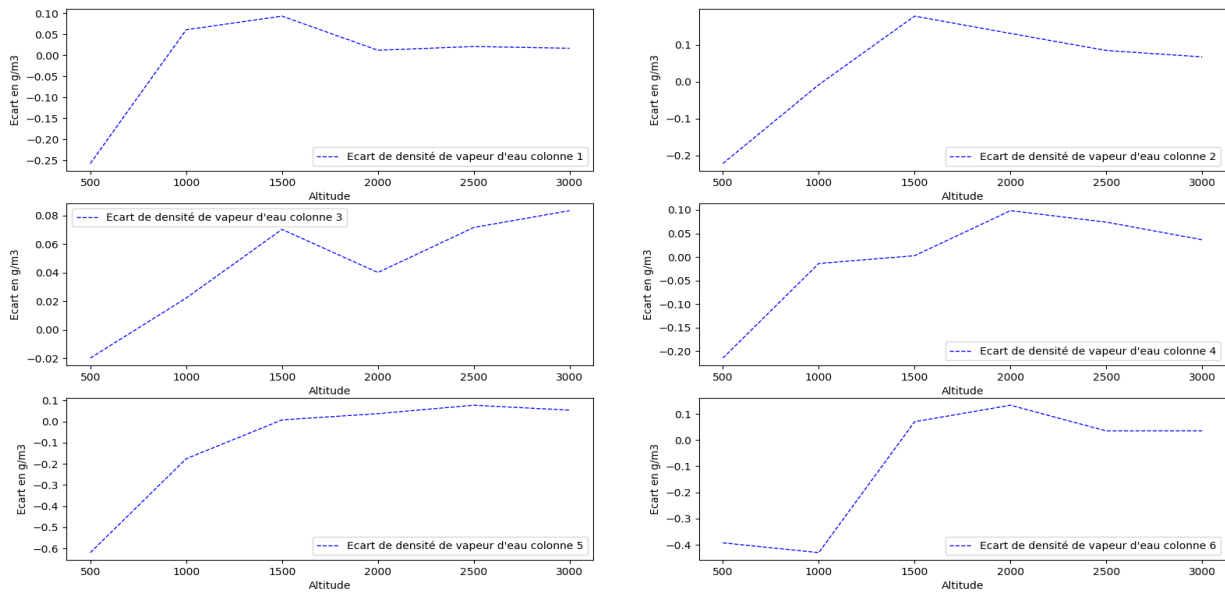 Ecart en g/m3
0.10
0.05
0.00
−0.05
−0.10
−0.15
−0.20
−0.25
Ecart de densité de vapeur d'eau colonne 1
500 1000 1500 2000 2500 3000
Altitude
Ecart en g/m3
0.1
0.0
−0.1
−0.2
Ecart de densité de vapeur d'eau colonne 2
500 1000 1500 2000 2500 3000
Altitude
Ecart en g/m3
0.08
0.06
0.04
0.02
0.00
−0.02
Ecart de densité de vapeur d'eau colonne 3
500 1000 1500 2000 2500 3000
Altitude
Ecart en g/m3
0.10
0.05
0.00
−0.05
−0.10
−0.15
−0.20
Ecart de densité de vapeur d'eau colonne 4
500 1000 1500 2000 2500 3000
Altitude
Ecart en g/m3
0.1
0.0
−0.1
−0.2
−0.3
−0.4
−0.5
−0.6
Ecart de densité de vapeur d'eau colonne 5
500 1000 1500 2000 2500 3000
Altitude
Ecart en g/m3
0.1
0.0
−0.1
−0.2
−0.3
−0.4
Ecart de densité de vapeur d'eau colonne 6
500 1000 1500 2000 2500 3000
Altitude